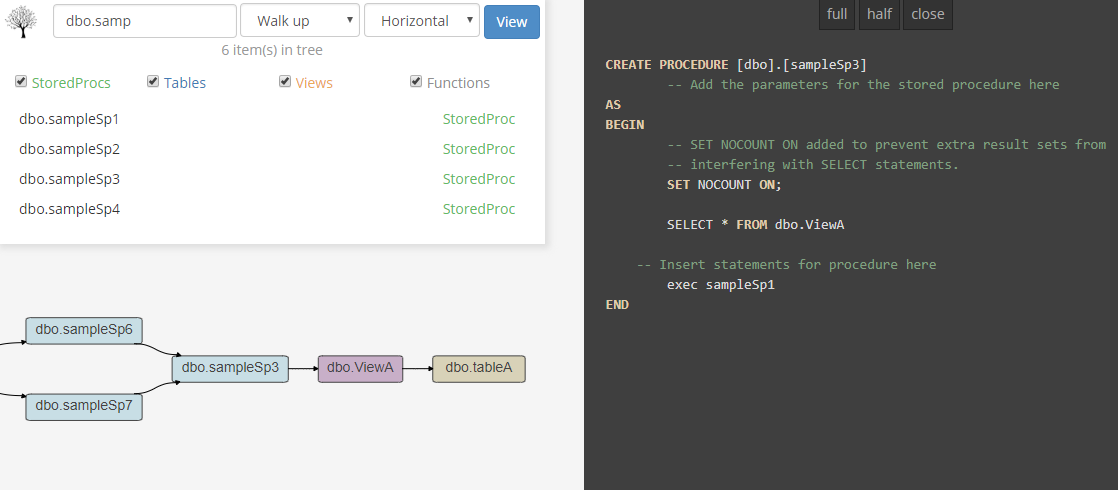 dbo.samp Walk up Horizontal View
6 item(s) in tree
StoredProcs Tables Views Functions
dbo.sampleSp1 StoredProc
dbo.sampleSp2 StoredProc
dbo.sampleSp3 StoredProc
dbo.sampleSp4 StoredProc
dbo.sampleSp6
dbo.sampleSp3 dbo.ViewA dbo.tableA
dbo.sampleSp7
full half close
CREATE PROCEDURE [dbo].[sampleSp3]
-- Add the parameters for the stored procedure here
AS
BEGIN
-- SET NOCOUNT ON added to prevent extra result sets from
-- interfering with SELECT statements.
SET NOCOUNT ON;
SELECT * FROM dbo.ViewA
-- Insert statements for procedure here
exec sampleSp1
END